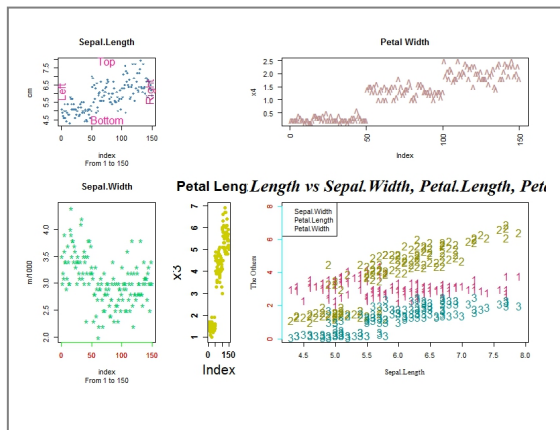 Sepal.Length
Top
Left
Right
Bottom
cm
4.5 5.5 6.5 7.5
0 50 100 150
index
From 1 to 150
Petal Width
x4
0.5 1.0 1.5 2.0 2.5
0 50 100 150
Index
Sepal.Width
m/1000
2.0 2.5 3.0 3.5 4.0
0 50 100 150
index
From 1 to 150
Petal Leng
x3
1 2 3 4 5 6 7
0 150
Index
Length vs Sepal.Width, Petal.Length, Pet
Sepal.Width
Petal.Length
Petal.Width
The Others
0 2 4 6 8
4.5 5.0 5.5 6.0 6.5 7.0 7.5 8.0
Sepal.Length